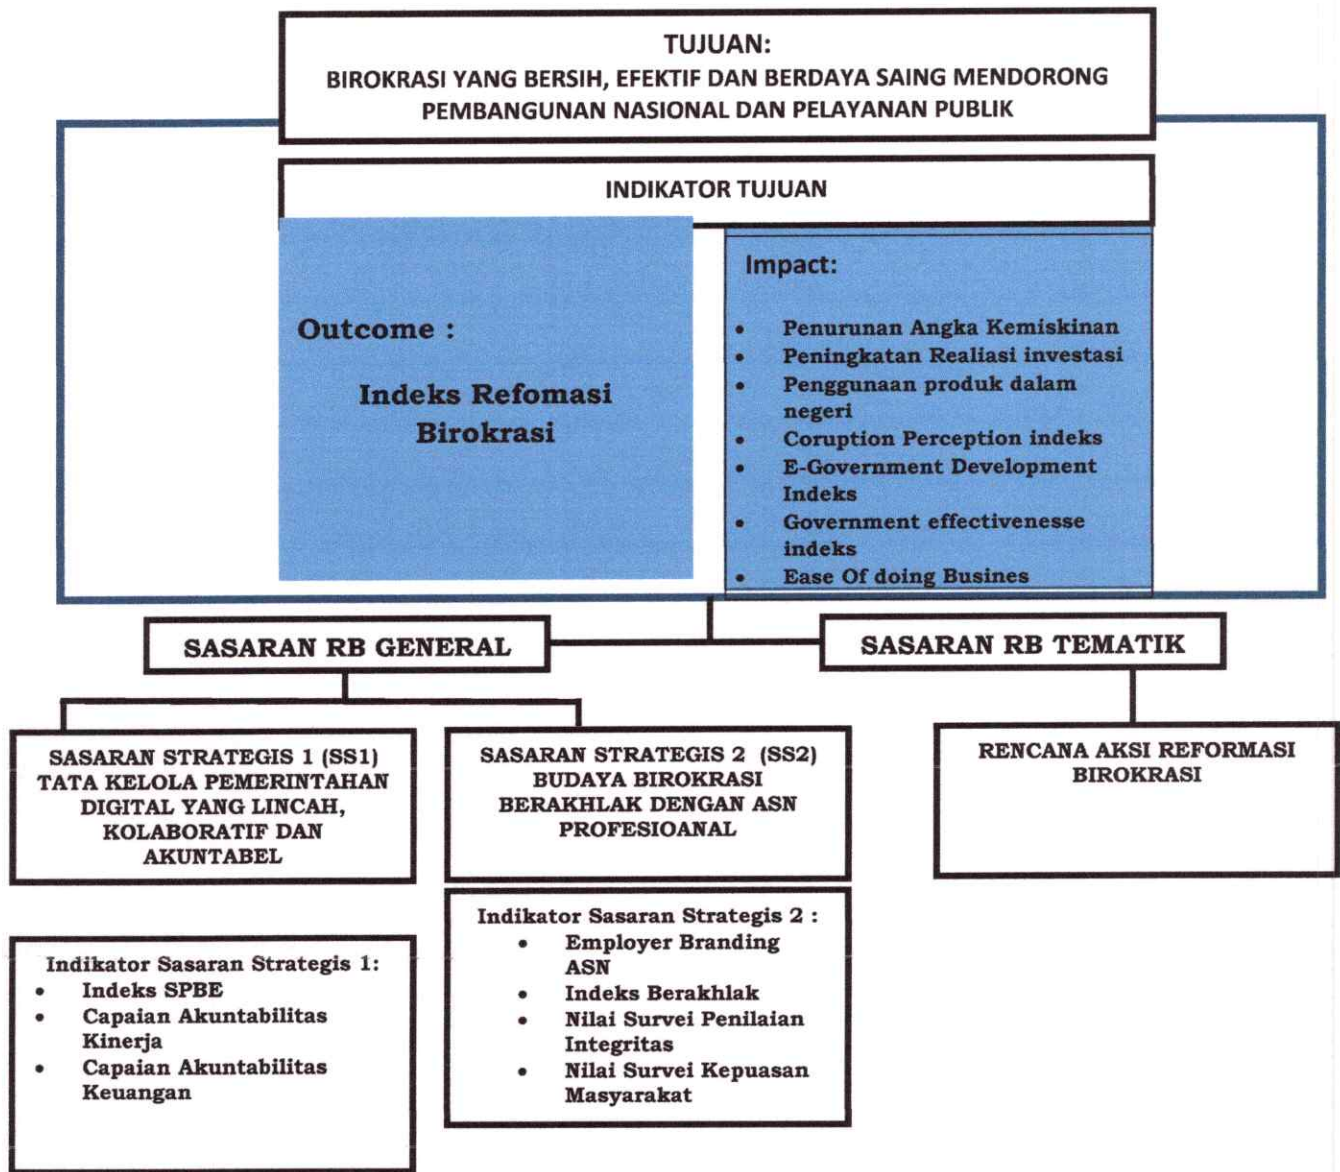 TUJUAN:
BIROKRASI YANG BERSIH, EFEKTIF DAN BERDAYA SAING MENDORONG
PEMBANGUNAN NASIONAL DAN PELAYANAN PUBLIK
INDIKATOR TUJUAN
Outcome :
Indeks Refomasi
Birokrasi
Impact:
• Penurunan Angka Kemiskinan
• Peningkatan Realiasi investasi
• Penggunaan produk dalam
negeri
• Coruption Perception indeks
• E-Government Development
Indeks
• Government effectivenesse
indeks
• Ease Of doing Busines
SASARAN RB GENERAL
SASARAN RB TEMATIK
SASARAN STRATEGIS 1 (SS1)
TATA KELOLA PEMERINTAHAN
DIGITAL YANG LINCAH,
KOLABORATIF DAN
AKUNTABEL
SASARAN STRATEGIS 2 (SS2)
BUDAYA BIROKRASI
BERAKHLAK DENGAN ASN
PROFESIOANAL
RENCANA AKSI REFORMASI
BIROKRASI
Indikator Sasaran Strategis 1:
• Indeks SPBE
• Capaian Akuntabilitas
Kinerja
• Capaian Akuntabilitas
Keuangan
Indikator Sasaran Strategis 2 :
• Employer Branding
ASN
• Indeks Berakhlak
• Nilai Survei Penilaian
Integritas
• Nilai Survei Kepuasan
Masyarakat